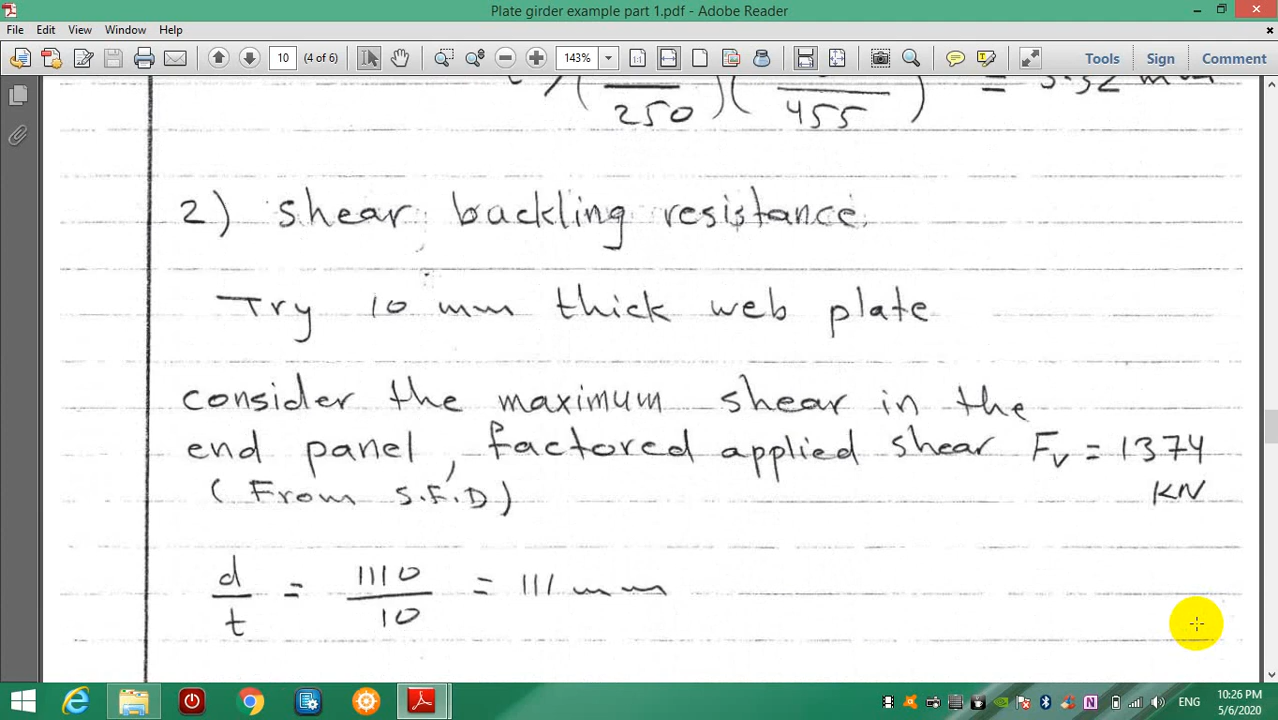 Plate girder example part 1.pdf - Adobe Reader
File Edit View Window Help
10 (4 of 6) 143% Tools Sign Comment
250 455 =
2) shear backling resistance.
Try 10 mm thick web plate
consider the maximum shear in the
end panel, factored applied shear Fv = 1374
(From S.F.D) KN
d/t = 1110/10 = 111 mm
ENG 10:26 PM
5/6/2020